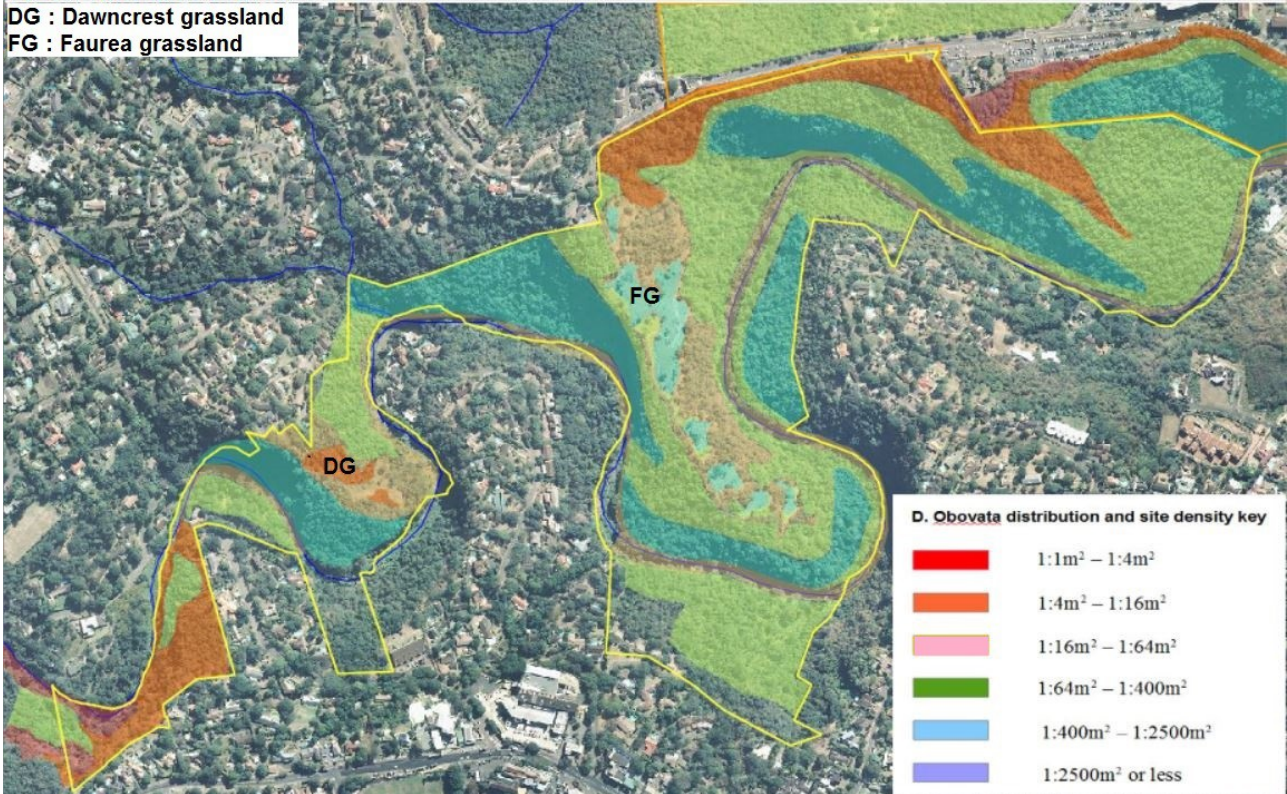 DG : Dawncrest grassland
FG : Faurea grassland
FG
DG
D. Obovata distribution and site density key
1:1m² – 1:4m²
1:4m² – 1:16m²
1:16m² – 1:64m²
1:64m² – 1:400m²
1:400m² – 1:2500m²
1:2500m² or less